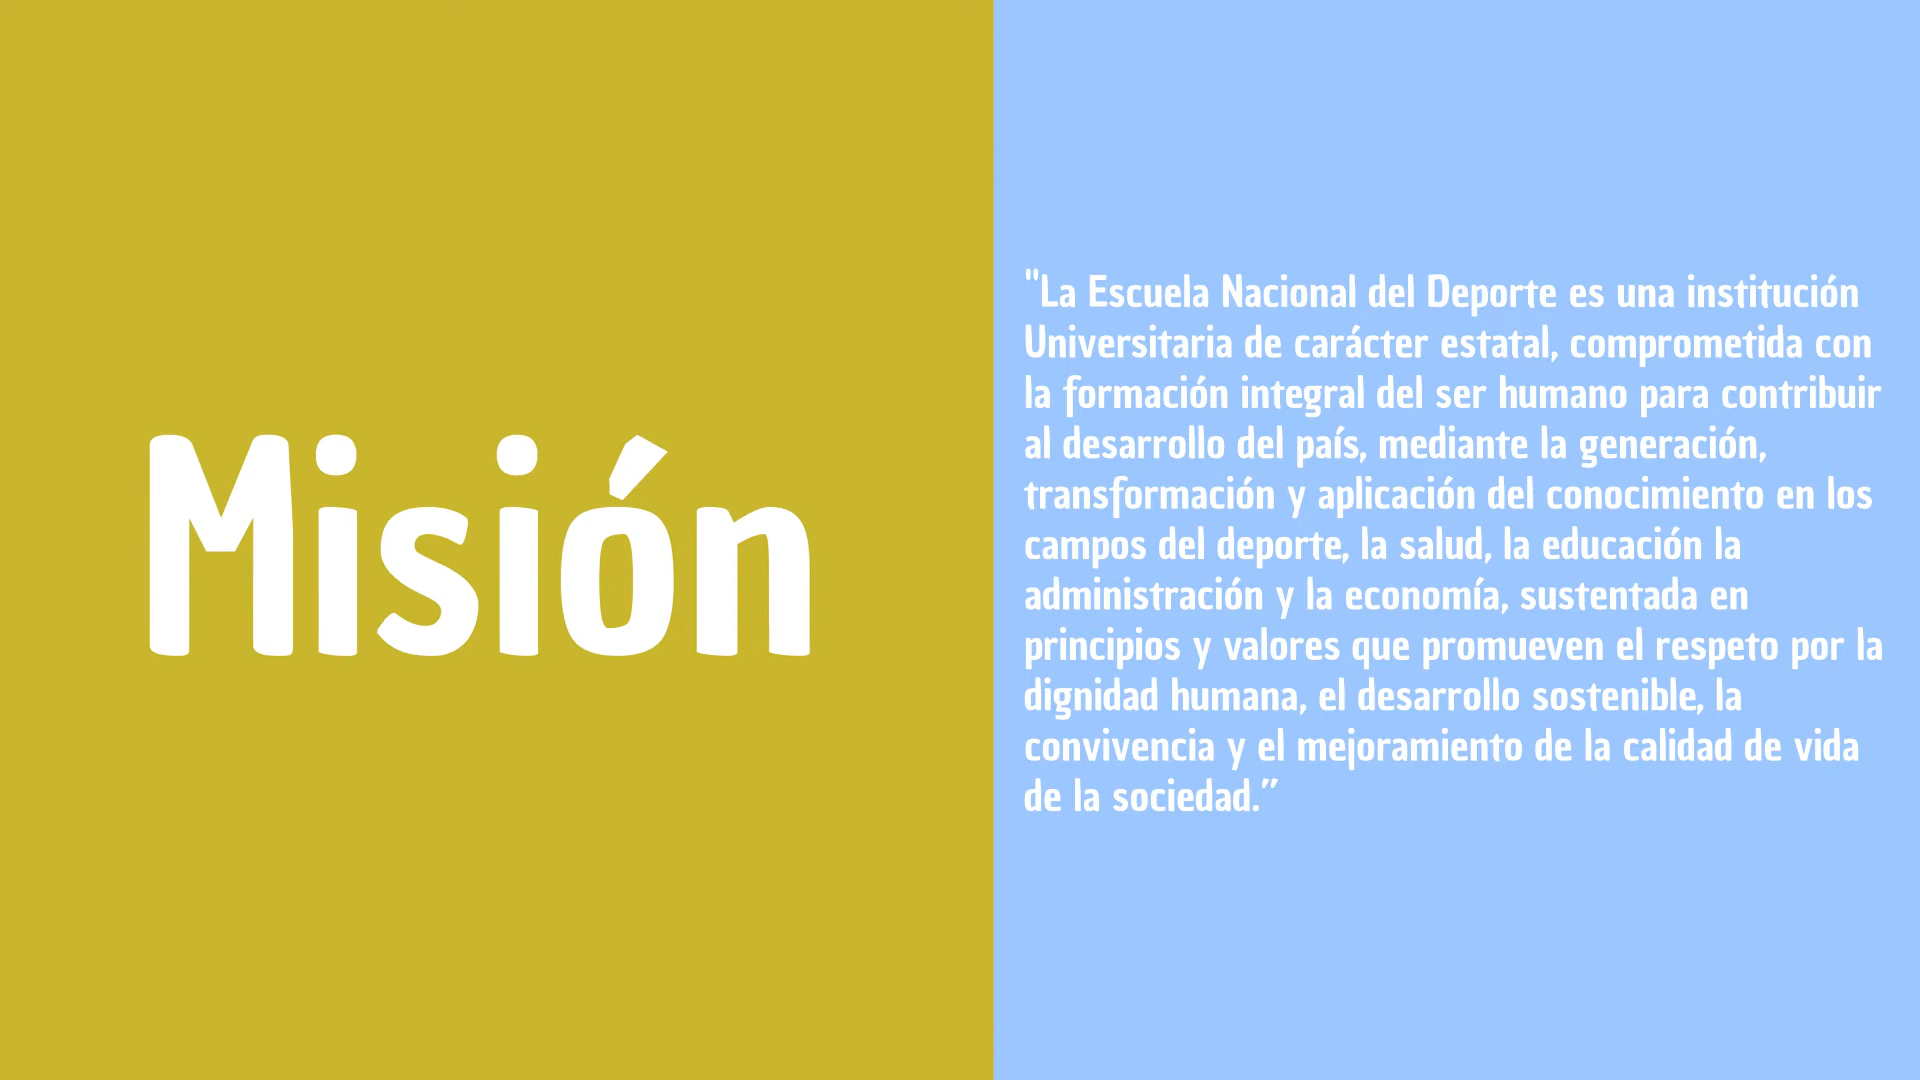 Misión
"La Escuela Nacional del Deporte es una institución
Universitaria de carácter estatal, comprometida con
la formación integral del ser humano para contribuir
al desarrollo del país, mediante la generación,
transformación y aplicación del conocimiento en los
campos del deporte, la salud, la educación la
administración y la economía, sustentada en
principios y valores que promueven el respeto por la
dignidad humana, el desarrollo sostenible, la
convivencia y el mejoramiento de la calidad de vida
de la sociedad.”